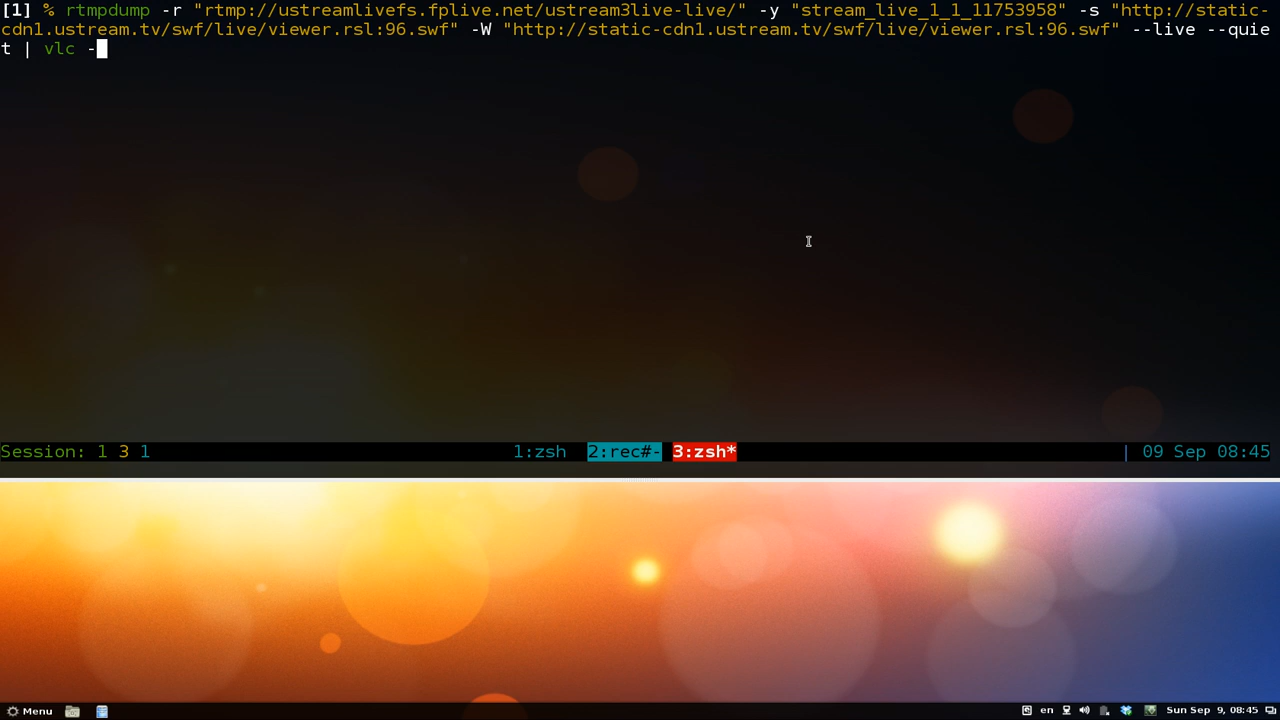 [1] % rtmpdump -r "rtmp://ustreamlivefs.fplive.net/ustream3live-live/" -y "stream_live_1_1_11753958" -s "http://static-
cdn1.ustream.tv/swf/live/viewer.rsl:96.swf" -W "http://static-cdn1.ustream.tv/swf/live/viewer.rsl:96.swf" --live --quie
t | vlc -
Session: 1 3 1 1:zsh 2:rec#- 3:zsh* | 09 Sep 08:45
Menu en Sun Sep 9, 08:45